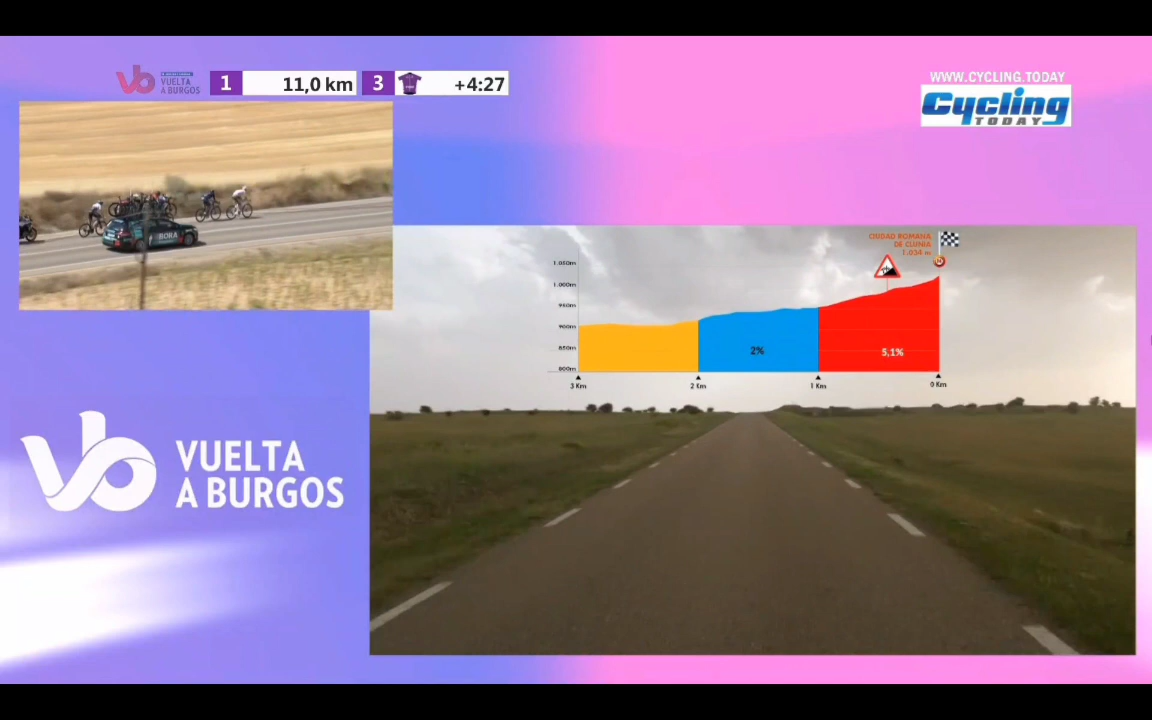 VUELTA
A BURGOS
1
11,0 km
3
+4:27
WWW.CYCLING.TODAY
Cycling
TODAY
BORA
CIUDAD ROMANA
DE CLUNIA
1.034 m
1.050m
1.000m
950m
900m
850m
800m
2%
5,1%
3 Km
2 Km
1 Km
0 Km
VUELTA
A BURGOS